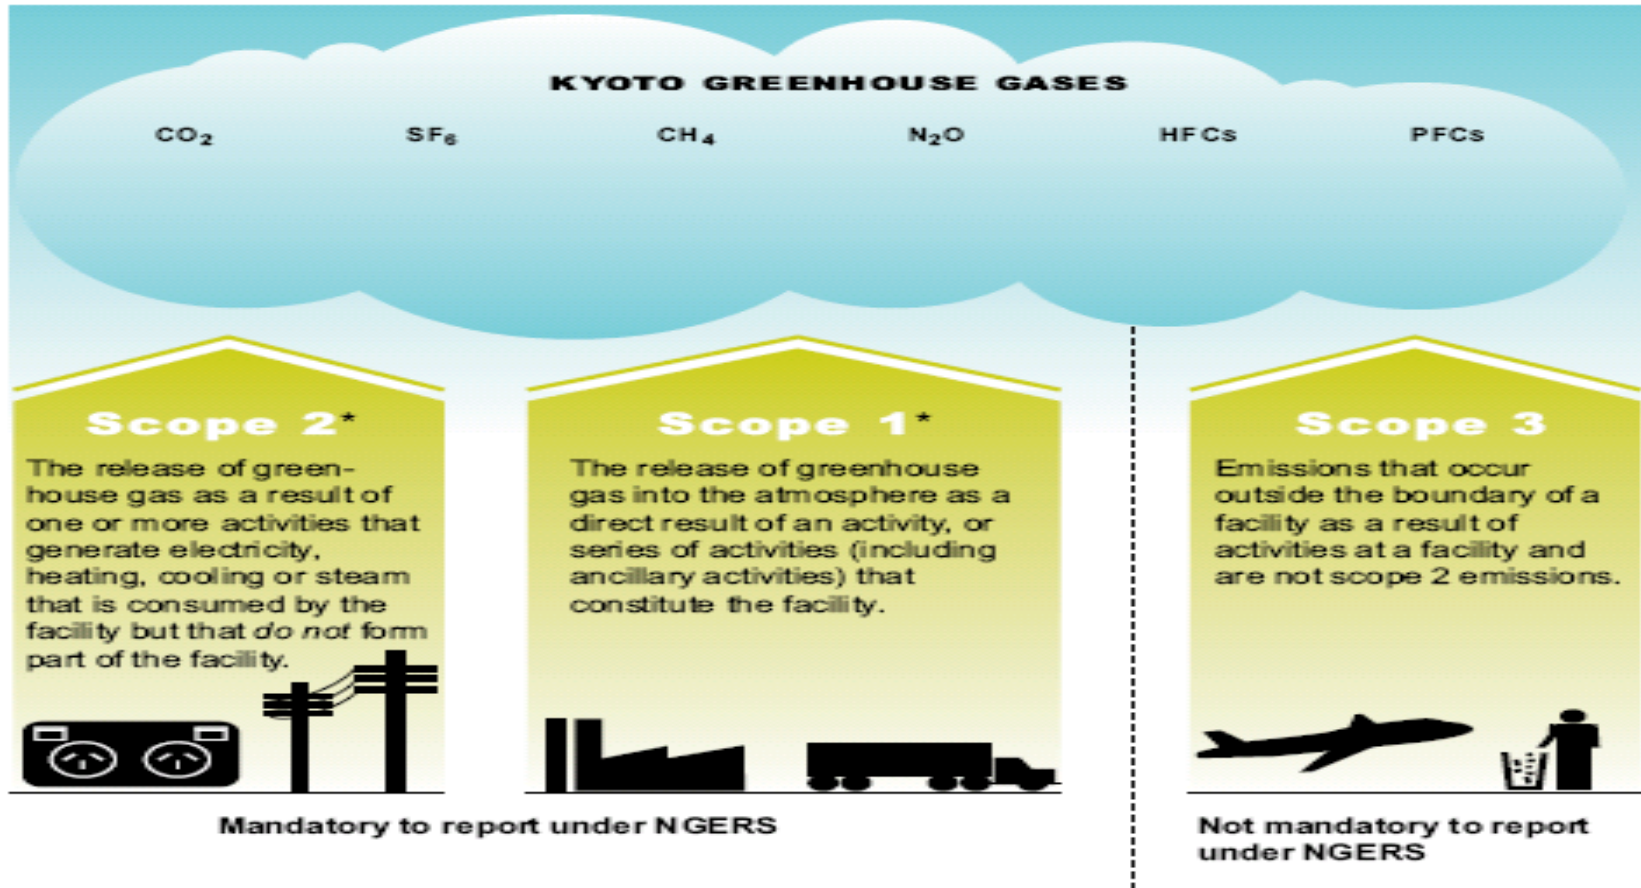 KYOTO GREENHOUSE GASES
CO₂ SF₆ CH₄ N₂O HFCs PFCs
Scope 2*
The release of green-
house gas as a result of
one or more activities that
generate electricity,
heating, cooling or steam
that is consumed by the
facility but that do not form
part of the facility.
Scope 1*
The release of greenhouse
gas into the atmosphere as a
direct result of an activity, or
series of activities (including
ancillary activities) that
constitute the facility.
Scope 3
Emissions that occur
outside the boundary of a
facility as a result of
activities at a facility and
are not scope 2 emissions.
Mandatory to report under NGERS
Not mandatory to report
under NGERS